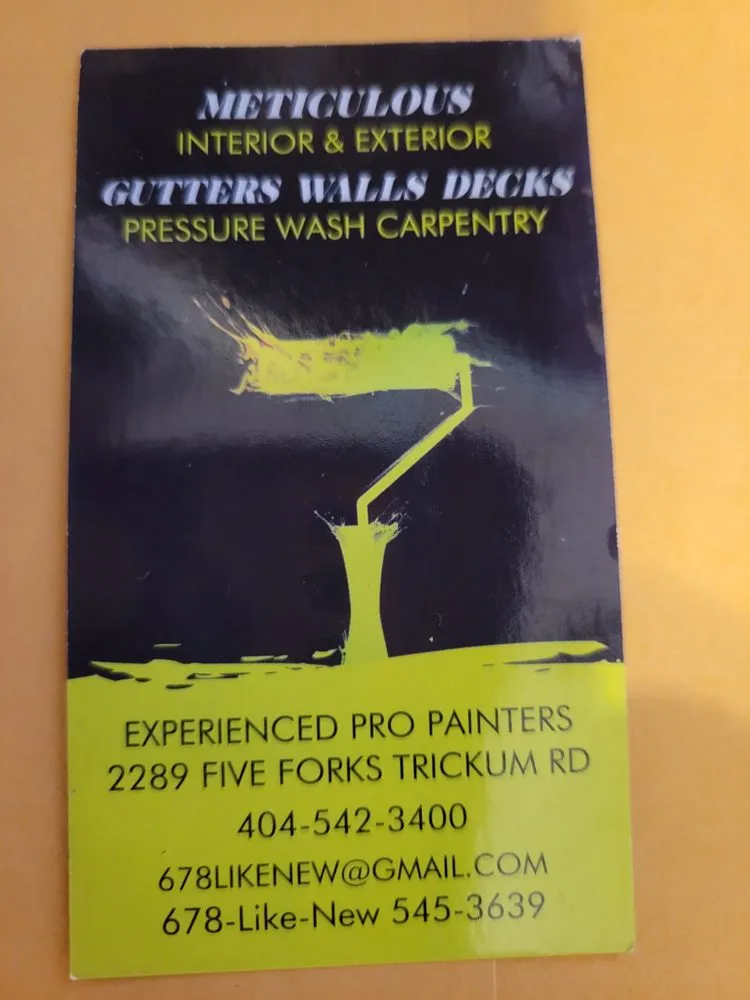 METICULOUS
INTERIOR & EXTERIOR
GUTTERS WALLS DECKS
PRESSURE WASH CARPENTRY
EXPERIENCED PRO PAINTERS
2289 FIVE FORKS TRICKUM RD
404-542-3400
678LIKENEW@GMAIL.COM
678-Like-New 545-3639